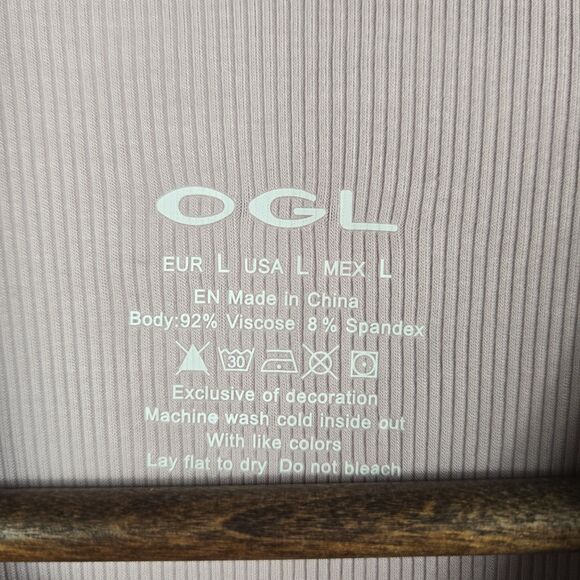 OGL
EUR L USA L MEX L
EN Made in China
Body:92% Viscose 8% Spandex
30
Exclusive of decoration
Machine wash cold inside out
With like colors
Lay flat to dry Do not bleach